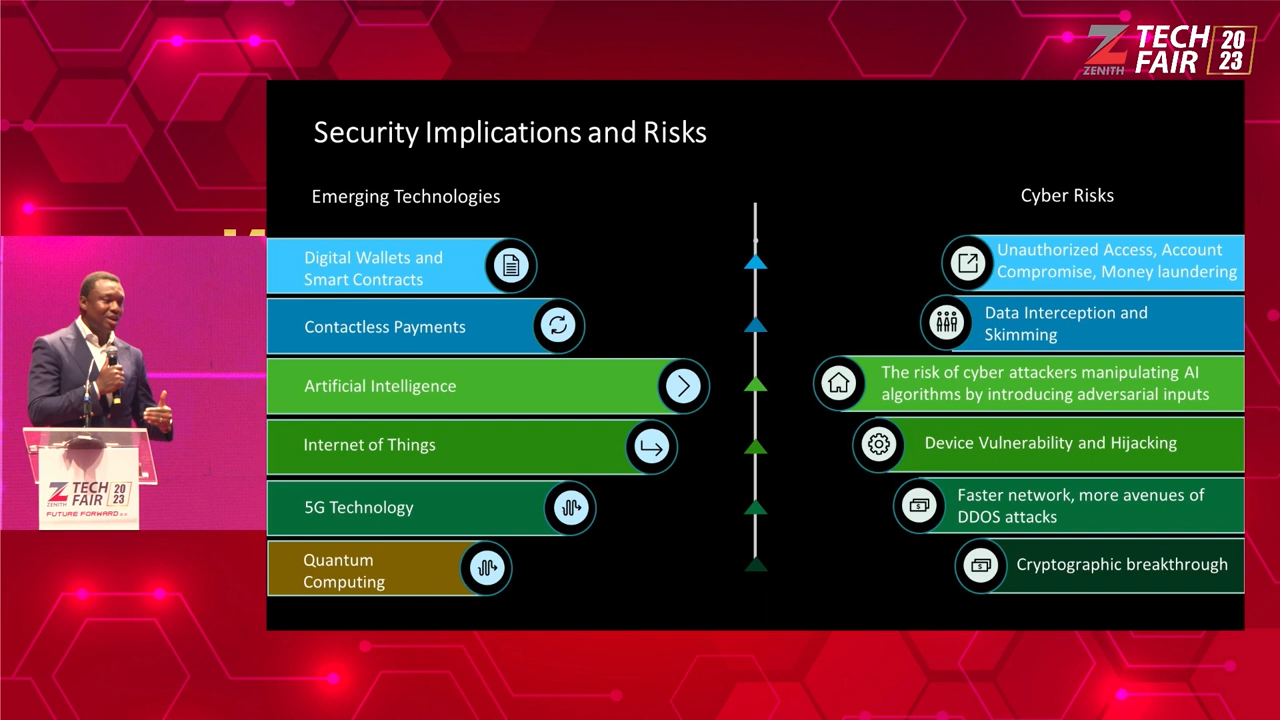 ZENITH
TECH
FAIR
20
23
Security Implications and Risks
Emerging Technologies
Cyber Risks
Digital Wallets and
Smart Contracts
Unauthorized Access, Account
Compromise, Money laundering
Contactless Payments
Data Interception and
Skimming
Artificial Intelligence
The risk of cyber attackers manipulating AI
algorithms by introducing adversarial inputs
Internet of Things
Device Vulnerability and Hijacking
5G Technology
Faster network, more avenues of
DDOS attacks
Quantum
Computing
Cryptographic breakthrough
ZENITH
TECH
FAIR
20
23
FUTURE FORWARD